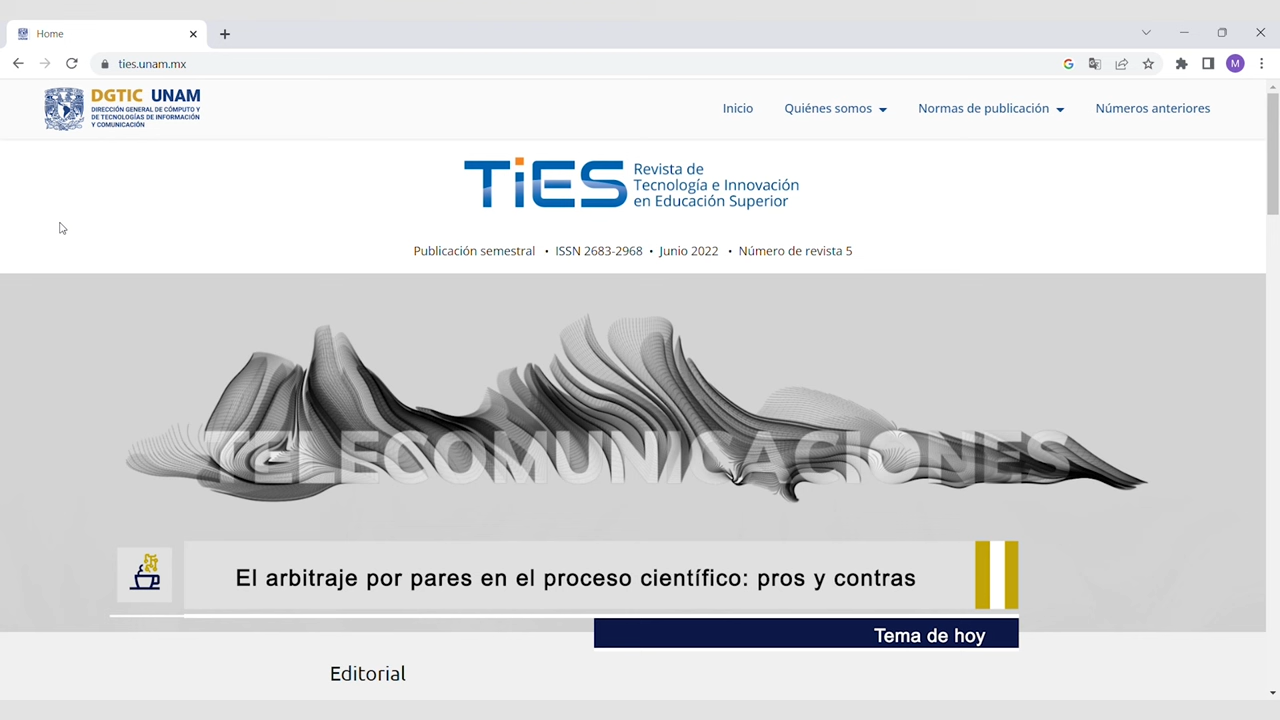 Home
ties.unam.mx
M
DGTIC UNAM
DIRECCIÓN GENERAL DE CÓMPUTO Y
DE TECNOLOGÍAS DE INFORMACIÓN
Y COMUNICACIÓN
Inicio
Quiénes somos
Normas de publicación
Números anteriores
TiES
Revista de
Tecnología e Innovación
en Educación Superior
Publicación semestral • ISSN 2683-2968 • Junio 2022 • Número de revista 5
TELECOMUNICACIONES
El arbitraje por pares en el proceso científico: pros y contras
Tema de hoy
Editorial